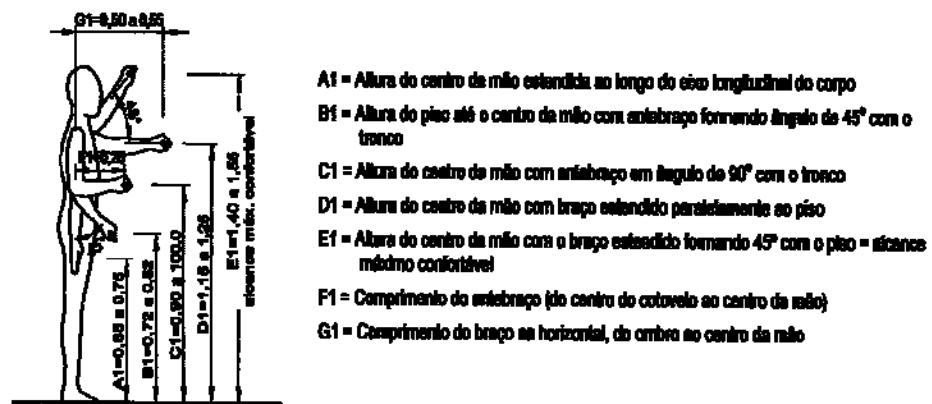 G1=0,50 a 0,55
A1 = Altura do centro da mão estendida ao longo do eixo longitudinal do corpo
B1 = Altura do piso até o centro da mão com antebraço formando ângulo de 45° com o
tronco
C1 = Altura do centro da mão com antebraço em ângulo de 90° com o tronco
D1 = Altura do centro da mão com braço estendido paralelamente ao piso
E1 = Altura do centro da mão com o braço estendido formando 45° com o piso = alcance
máximo confortável
F1 = Comprimento do antebraço (do centro do cotovelo ao centro da mão)
G1 = Comprimento do braço na horizontal, do ombro ao centro da mão
A1=0,65 a 0,75
B1=0,72 a 0,82
C1=0,90 a 100,0
D1=1,15 a 1,25
E1=1,40 a 1,55
alcance máx. confortável